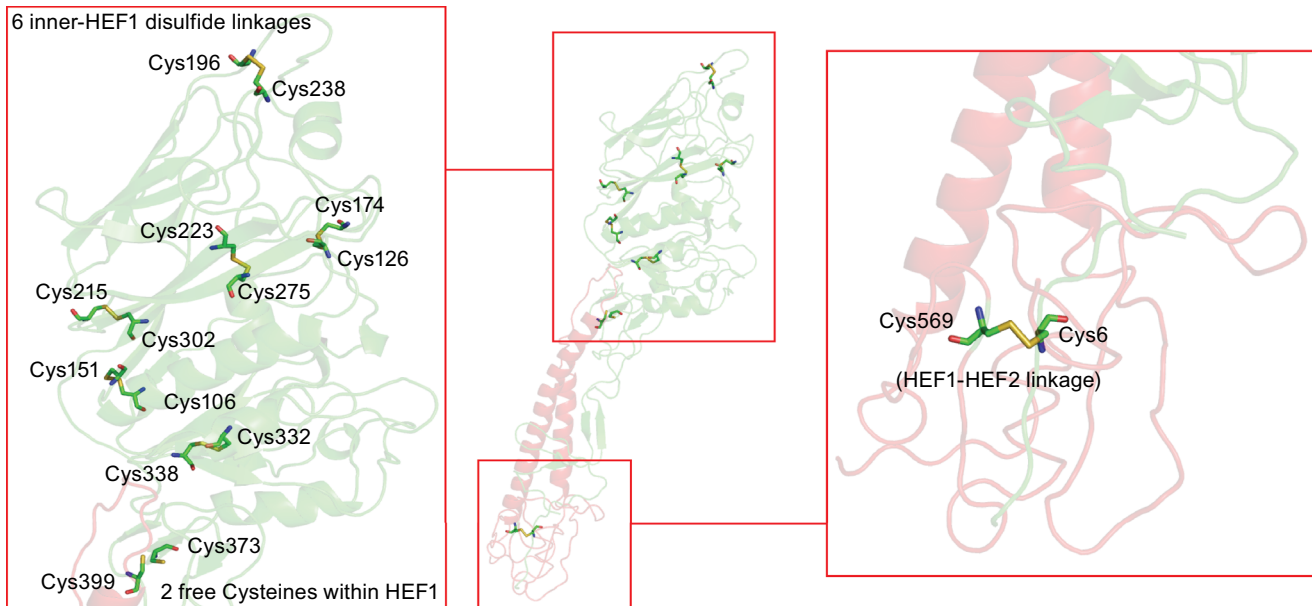 6 inner-HEF1 disulfide linkages
Cys196
Cys238
Cys174
Cys223
Cys126
Cys275
Cys215
Cys302
Cys151
Cys106
Cys332
Cys338
Cys373
Cys399
2 free Cysteines within HEF1
Cys569
Cys6
(HEF1-HEF2 linkage)